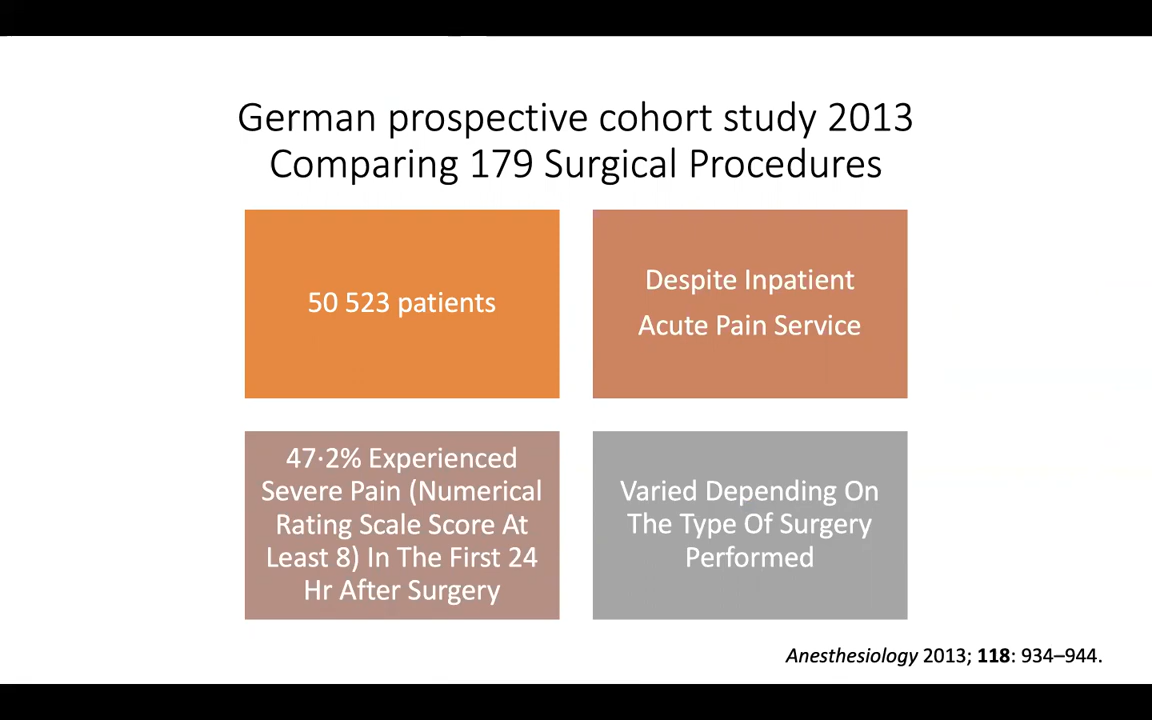 German prospective cohort study 2013
Comparing 179 Surgical Procedures
50 523 patients
Despite Inpatient
Acute Pain Service
47·2% Experienced
Severe Pain (Numerical
Rating Scale Score At
Least 8) In The First 24
Hr After Surgery
Varied Depending On
The Type Of Surgery
Performed
Anesthesiology 2013; 118: 934–944.